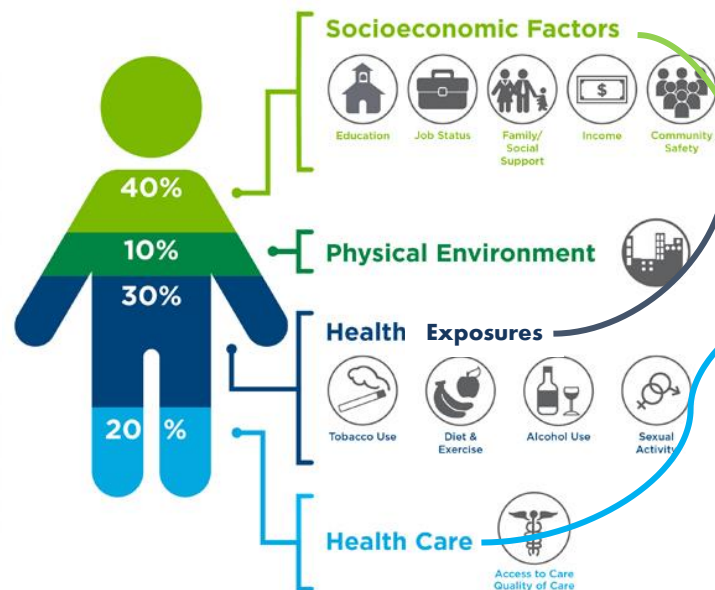 Socioeconomic Factors
$
Education
Job Status
Family/
Social
Support
Income
Community
Safety
40%
10%
Physical Environment
30%
Health Exposures
Tobacco Use
Diet &
Exercise
Alcohol Use
Sexual
Activity
20 %
Health Care
Access to Care
Quality of Care